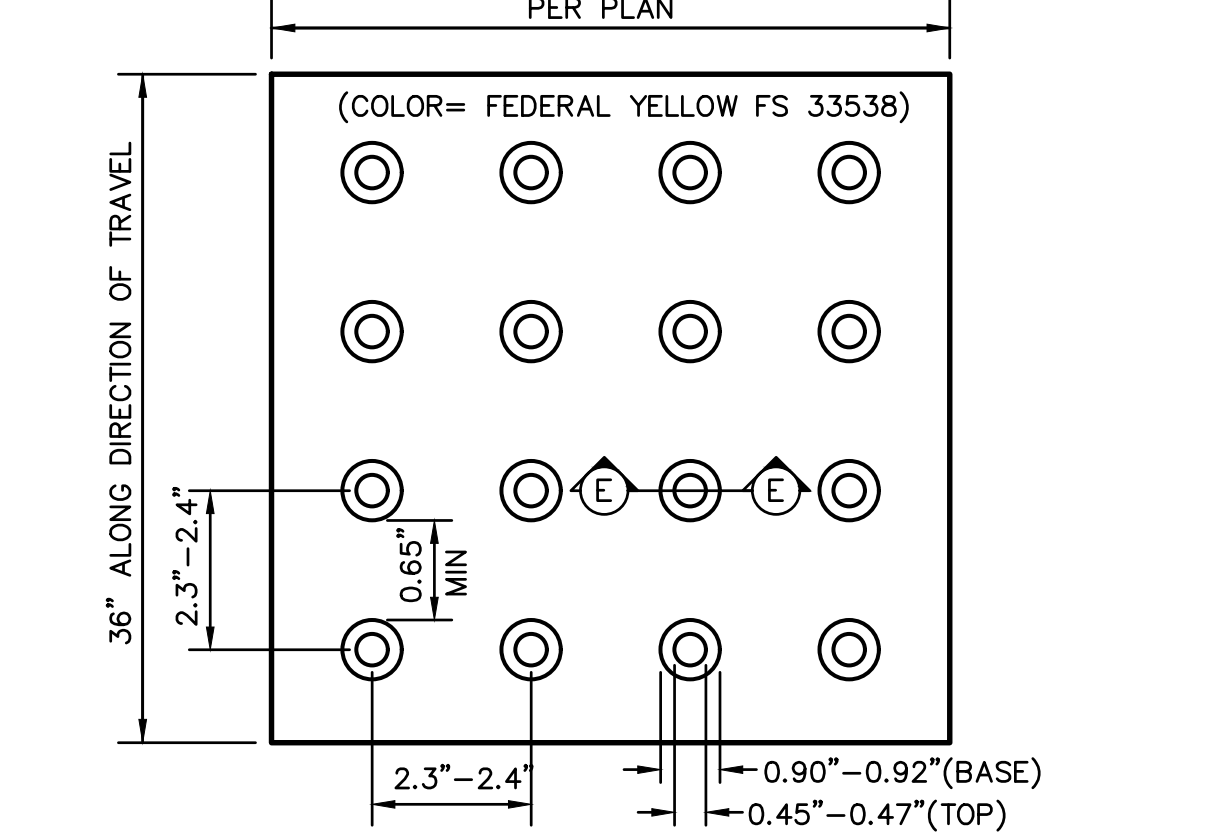 PER PLAN
(COLOR= FEDERAL YELLOW FS 33538)
36" ALONG DIRECTION OF TRAVEL
E E
2.3"-2.4"
0.65"
MIN
2.3"-2.4"
0.90"-0.92"(BASE)
0.45"-0.47"(TOP)